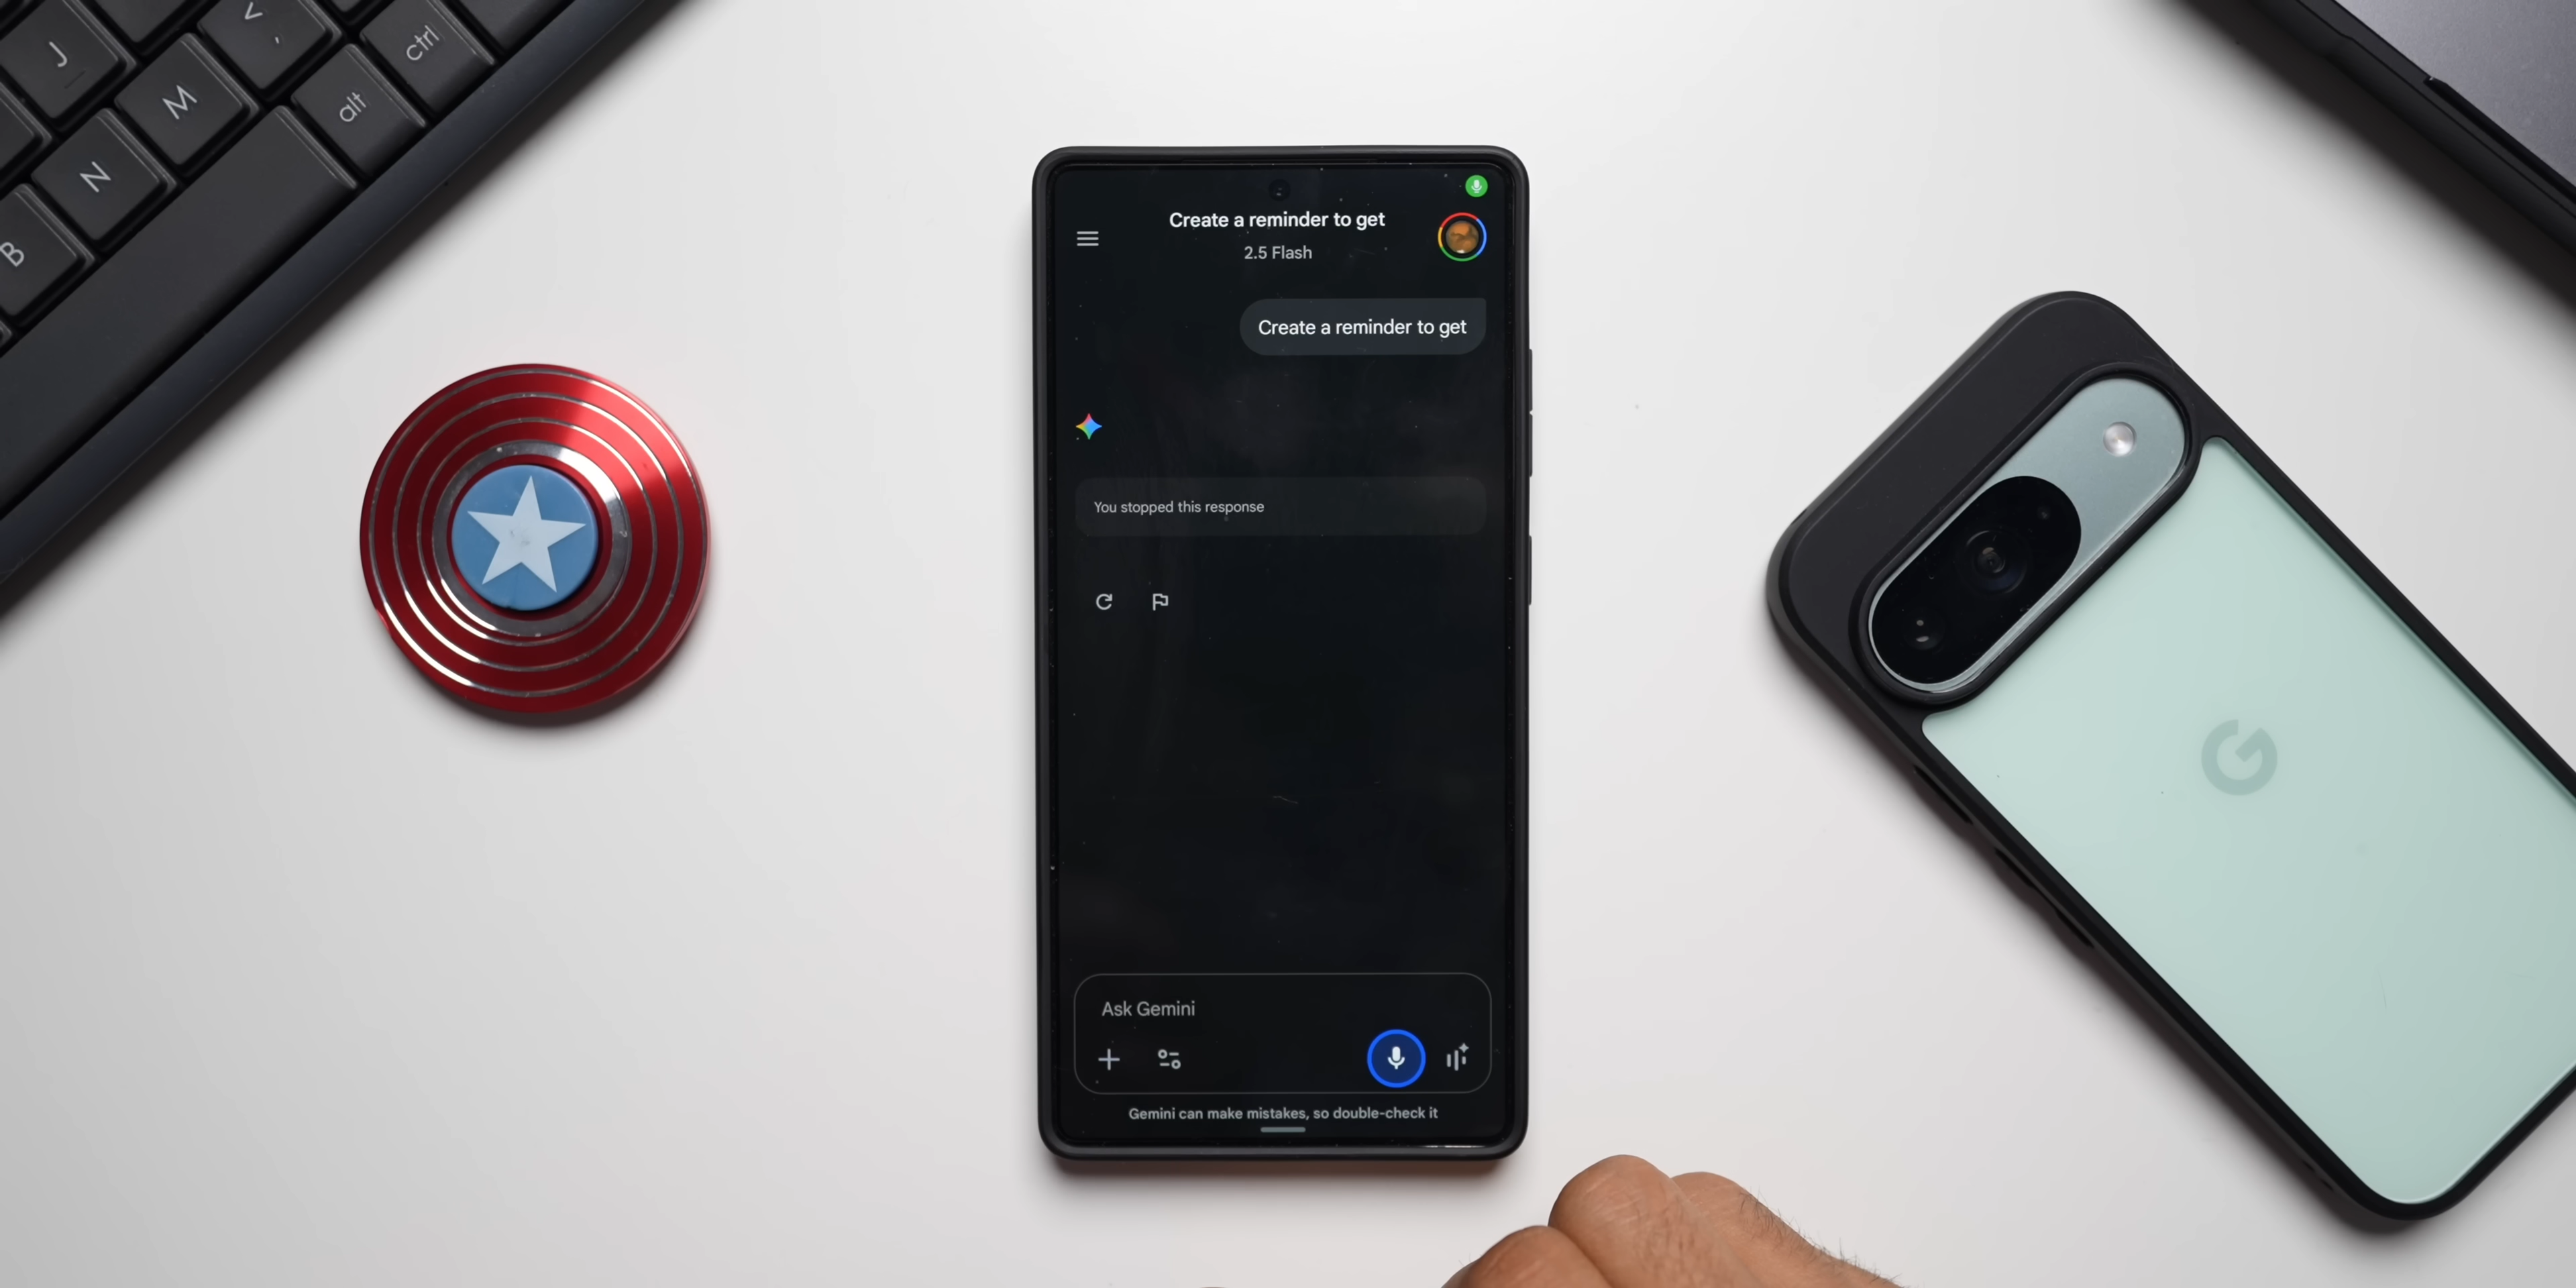 J
<
,
ctrl
M
alt
N
B
Create a reminder to get
2.5 Flash
Create a reminder to get
You stopped this response
Ask Gemini
Gemini can make mistakes, so double-check it
G